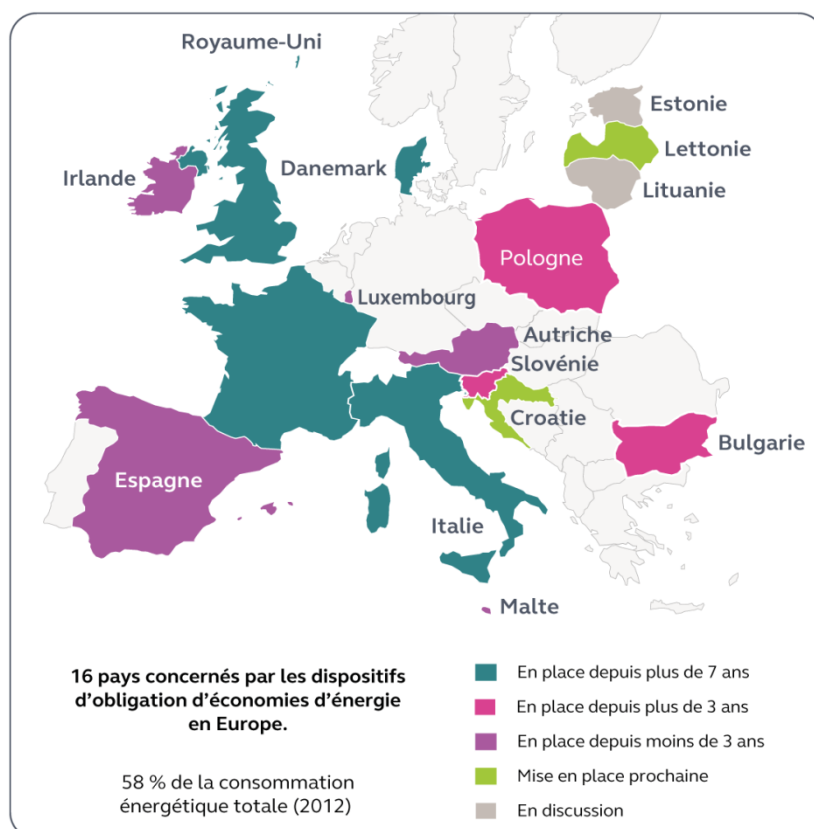 Royaume-Uni
Estonie
Lettonie
Irlande
Danemark
Lituanie
Pologne
Luxembourg
Autriche
Slovénie
Croatie
Bulgarie
Espagne
Italie
Malte
16 pays concernés par les dispositifs
d'obligation d'économies d'énergie
en Europe.
58 % de la consommation
énergétique totale (2012)
En place depuis plus de 7 ans
En place depuis plus de 3 ans
En place depuis moins de 3 ans
Mise en place prochaine
En discussion